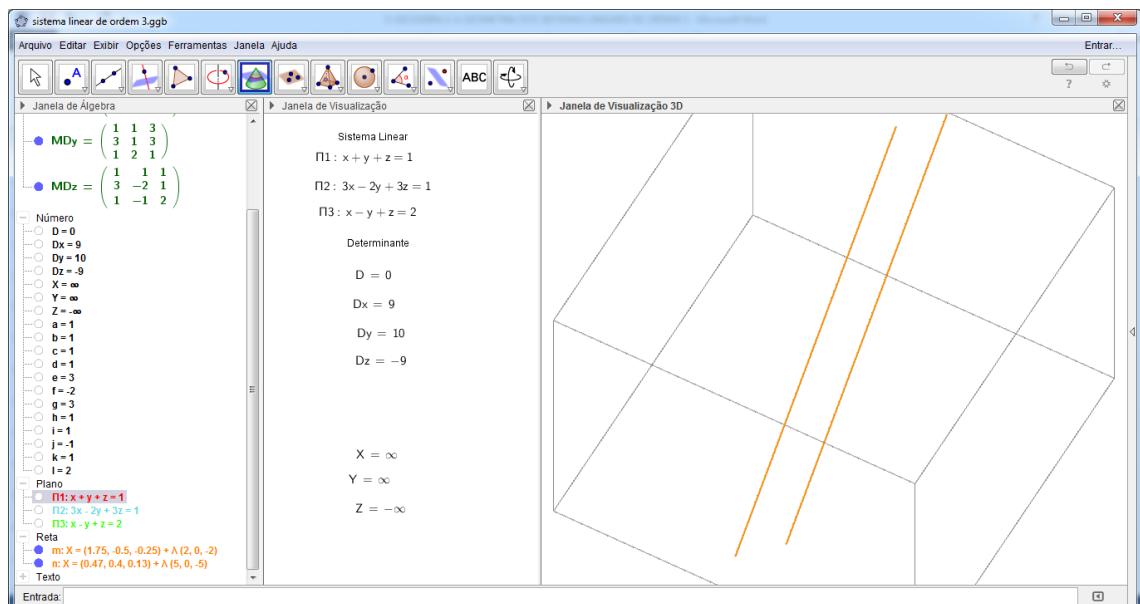 sistema linear de ordem 3.ggb
Arquivo Editar Exibir Opções Ferramentas Janela Ajuda
Entrar...
ABC
Janela de Álgebra
Janela de Visualização
Janela de Visualização 3D
MDy = ( 1 1 3
3 1 3
1 2 1 )
MDz = ( 1 1 1
3 −2 1
1 −1 2 )
Número
D = 0
Dx = 9
Dy = 10
Dz = -9
X = ∞
Y = ∞
Z = -∞
a = 1
b = 1
c = 1
d = 1
e = 3
f = -2
g = 3
h = 1
i = 1
j = -1
k = 1
l = 2
Plano
Π1: x + y + z = 1
Π2: 3x - 2y + 3z = 1
Π3: x - y + z = 2
Reta
m: X = (1.75, -0.5, -0.25) + λ (2, 0, -2)
n: X = (0.47, 0.4, 0.13) + λ (5, 0, -5)
Texto
Sistema Linear
Π1 : x + y + z = 1
Π2 : 3x − 2y + 3z = 1
Π3 : x − y + z = 2
Determinante
D = 0
Dx = 9
Dy = 10
Dz = −9
X = ∞
Y = ∞
Z = −∞
Entrada: